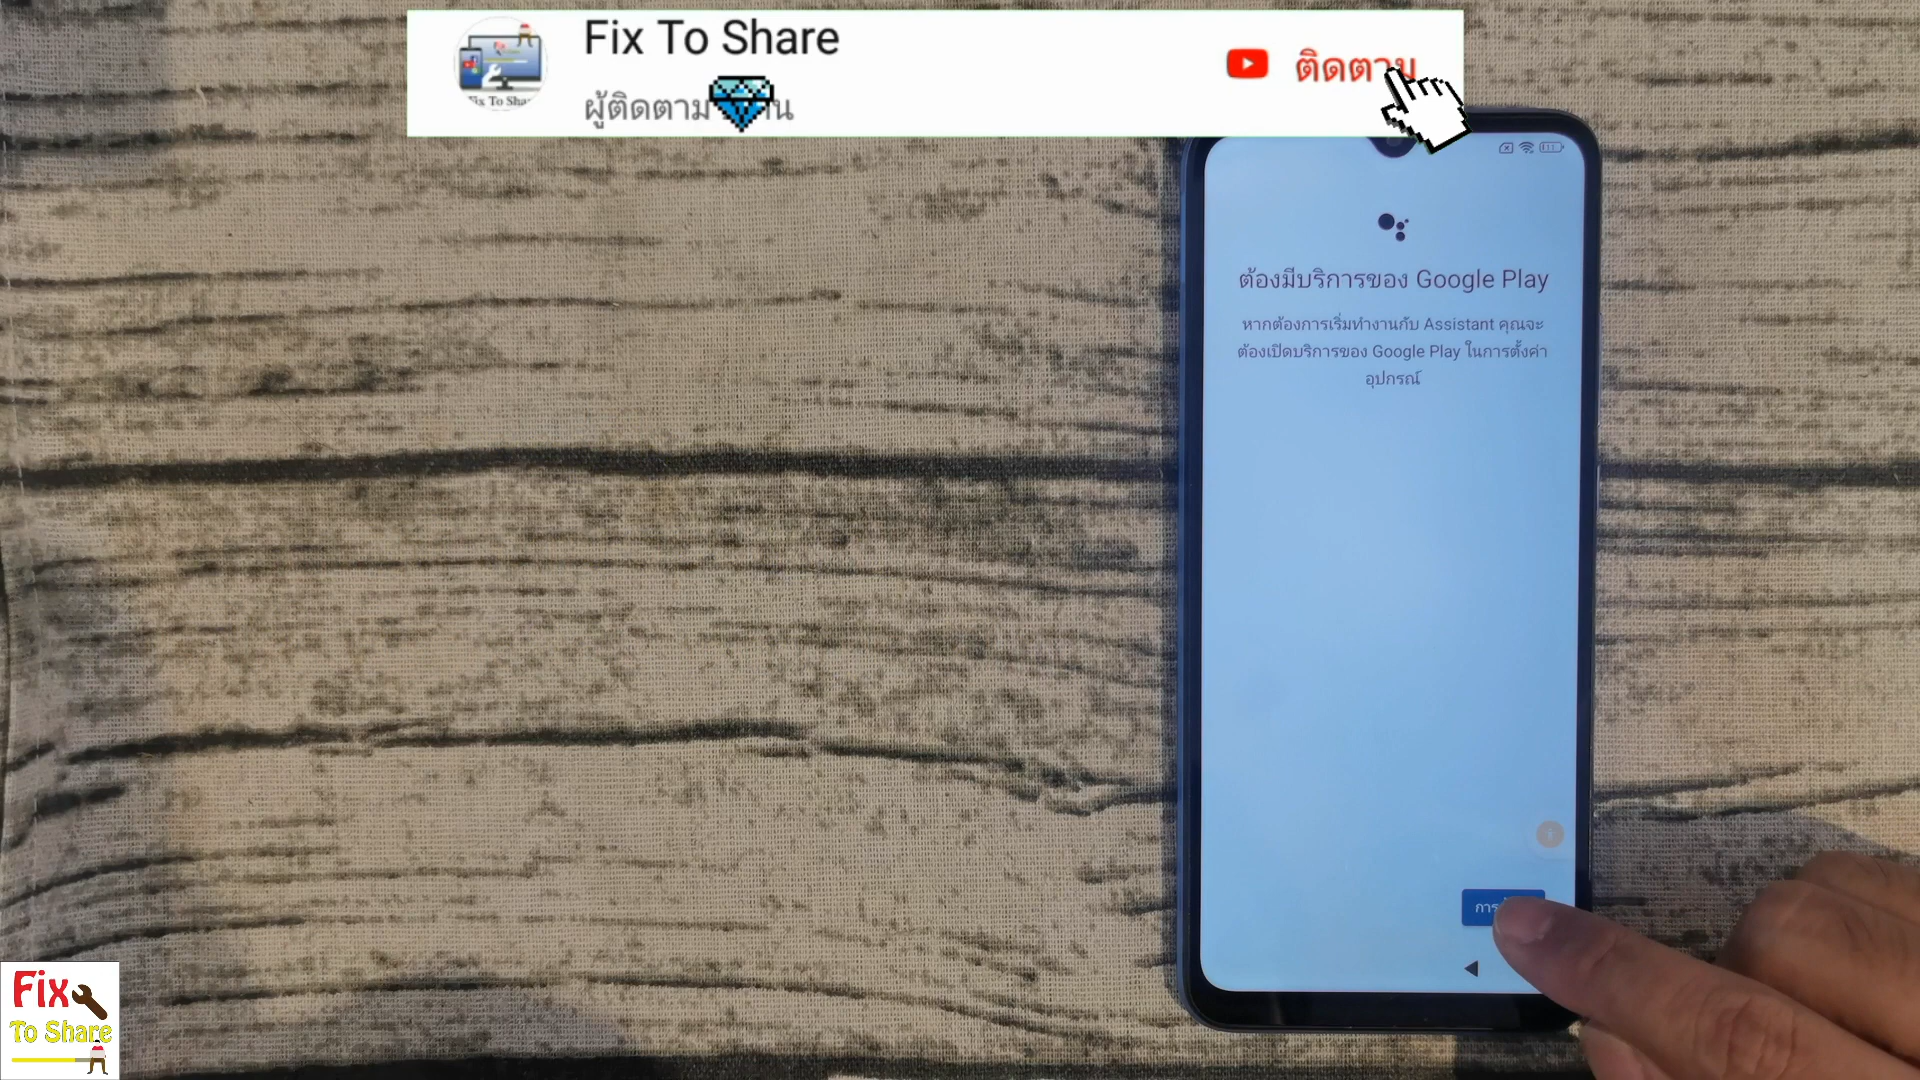 Fix To Share
ผู้ติดตาม
ติดตาม
ต้องมีบริการของ Google Play
หากต้องการเริ่มทำงานกับ Assistant คุณจะ
ต้องเปิดบริการของ Google Play ในการตั้งค่า
อุปกรณ์
Fix
To Share